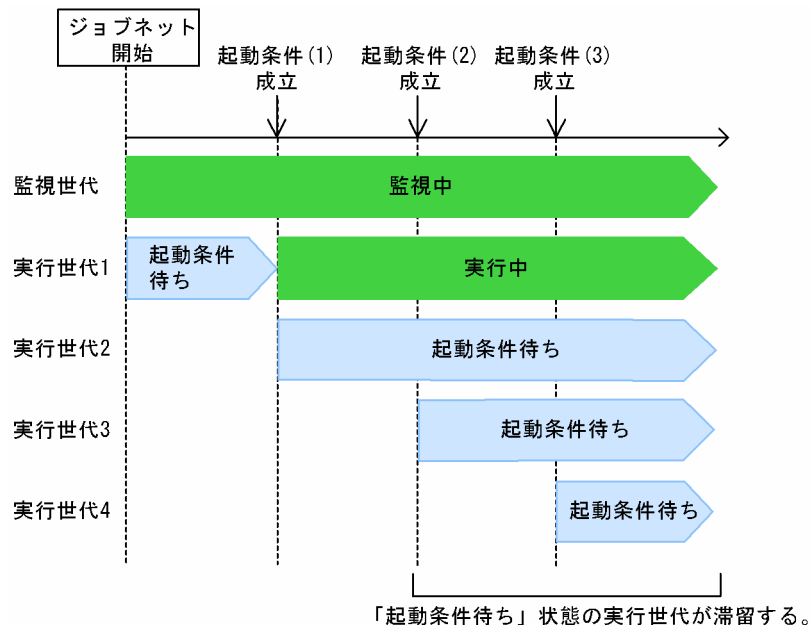 ジョブネット
開始
起動条件(1)
成立
起動条件(2)
成立
起動条件(3)
成立
監視世代
監視中
実行世代1
起動条件
待ち
実行中
実行世代2
起動条件待ち
実行世代3
起動条件待ち
実行世代4
起動条件待ち
「起動条件待ち」状態の実行世代が滞留する。